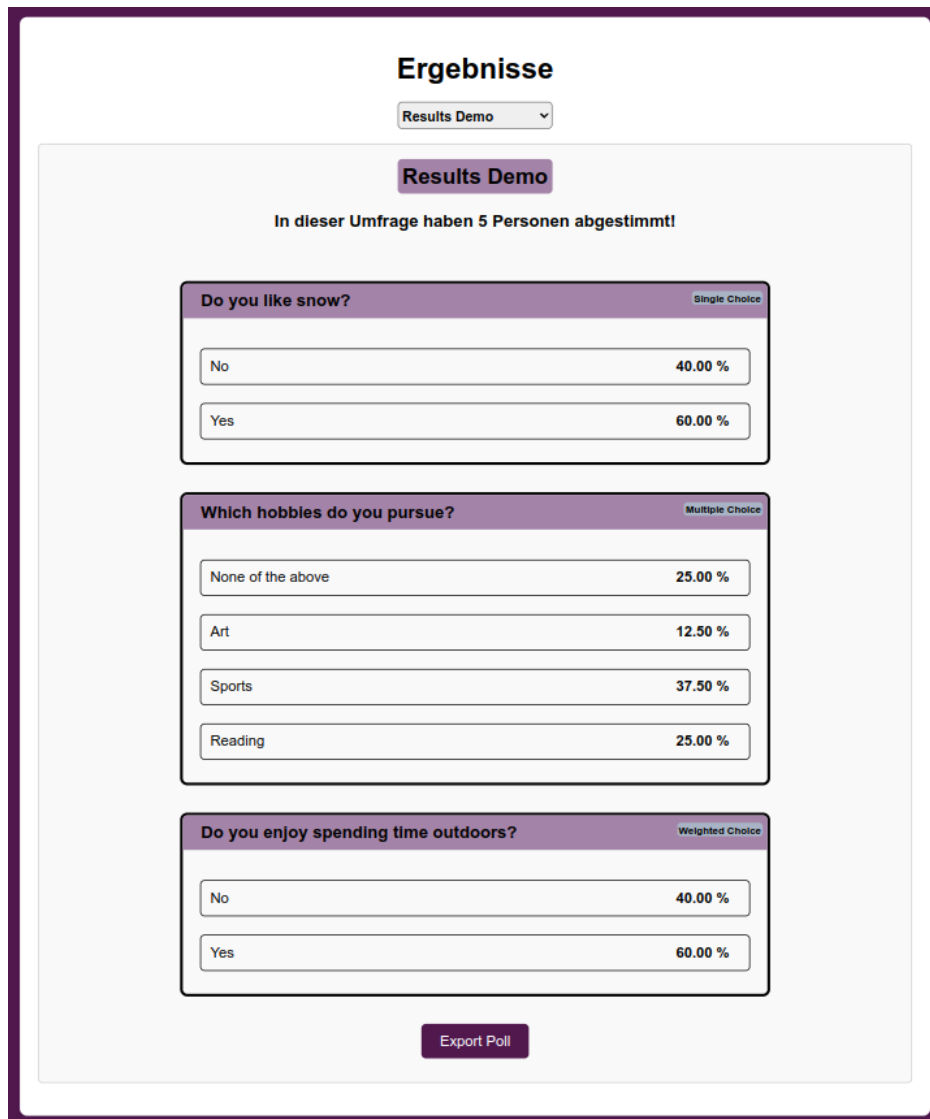 Ergebnisse
Results Demo
Results Demo
In dieser Umfrage haben 5 Personen abgestimmt!
Do you like snow? Single Choice
No 40.00 %
Yes 60.00 %
Which hobbies do you pursue? Multiple Choice
None of the above 25.00 %
Art 12.50 %
Sports 37.50 %
Reading 25.00 %
Do you enjoy spending time outdoors? Weighted Choice
No 40.00 %
Yes 60.00 %
Export Poll